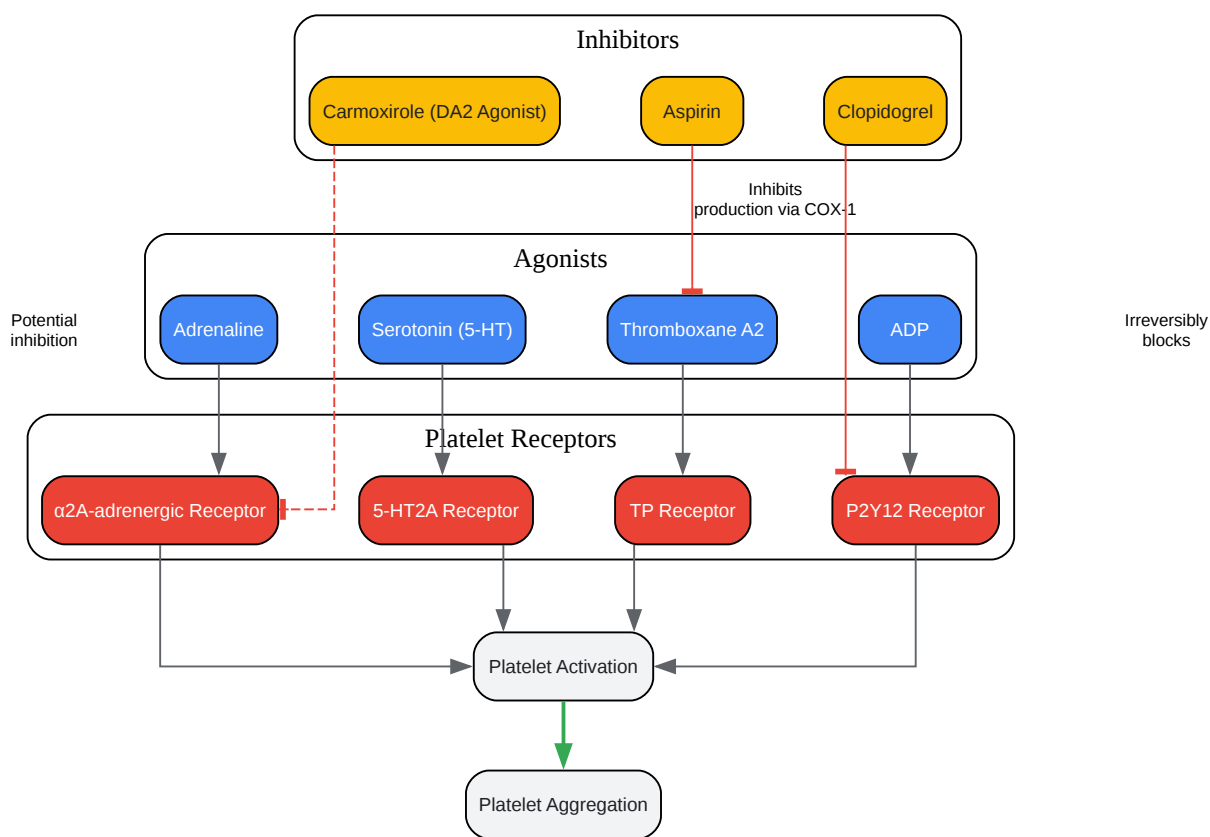 Inhibitors
Carmoxirole (DA2 Agonist)
Aspirin
Clopidogrel
Inhibits
production via COX-1
Agonists
Potential
inhibition
Adrenaline
Serotonin (5-HT)
Thromboxane A2
ADP
Irreversibly
blocks
Platelet Receptors
α2A-adrenergic Receptor
5-HT2A Receptor
TP Receptor
P2Y12 Receptor
Platelet Activation
Platelet Aggregation